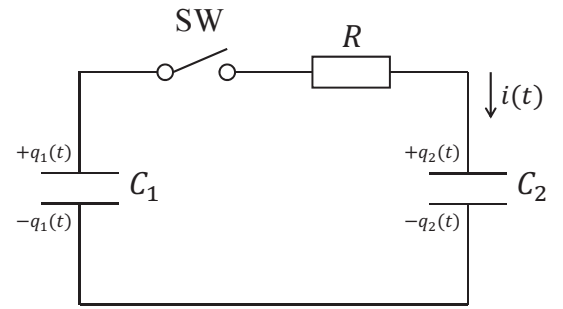 SW
R
i(t)
+q₁(t)
C₁
−q₁(t)
+q₂(t)
C₂
−q₂(t)